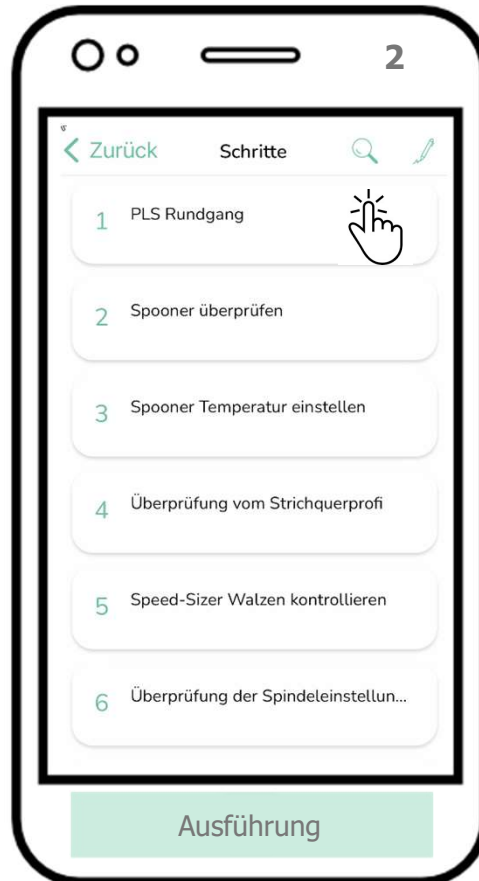 2
Zurück Schritte
1 PLS Rundgang
2 Spooner überprüfen
3 Spooner Temperatur einstellen
4 Überprüfung vom Strichquerprofi
5 Speed-Sizer Walzen kontrollieren
6 Überprüfung der Spindeleinstellun...
Ausführung